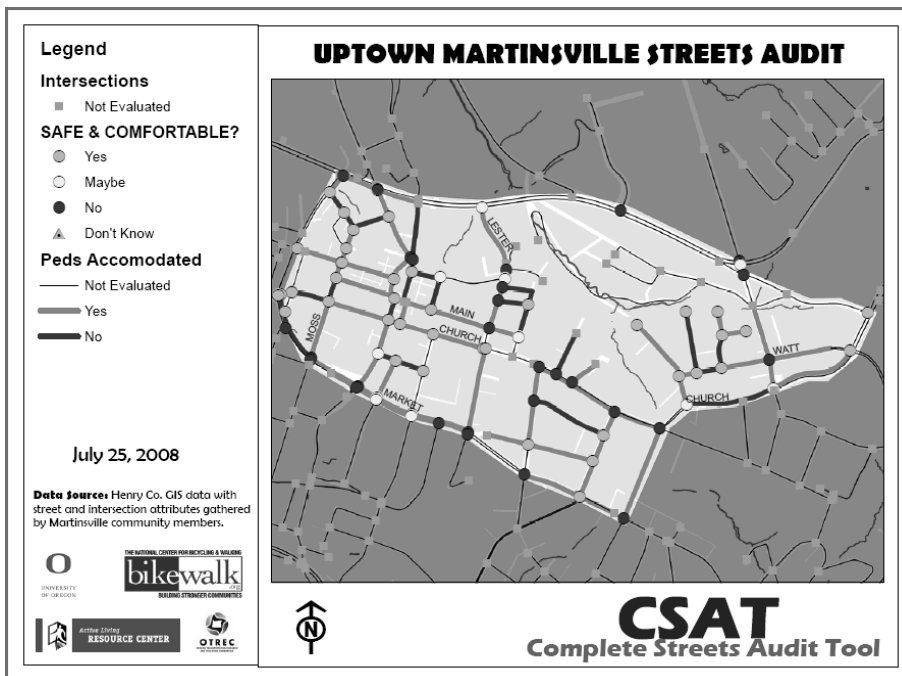 Legend
Intersections
Not Evaluated
SAFE & COMFORTABLE?
Yes
Maybe
No
Don't Know
Peds Accomodated
Not Evaluated
Yes
No
July 25, 2008
Data Source: Henry Co. GIS data with
street and intersection attributes gathered
by Martinsville community members.
O
UNIVERSITY
OF OREGON
THE NATIONAL CENTER FOR BICYCLING & WALKING
bikewalk
.org
BUILDING STRONGER COMMUNITIES
Active Living
RESOURCE CENTER
OTREC
UPTOWN MARTINSVILLE STREETS AUDIT
LESTER
MAIN
CHURCH
MOSS
WATT
MARKET
CHURCH
N
CSAT
Complete Streets Audit Tool